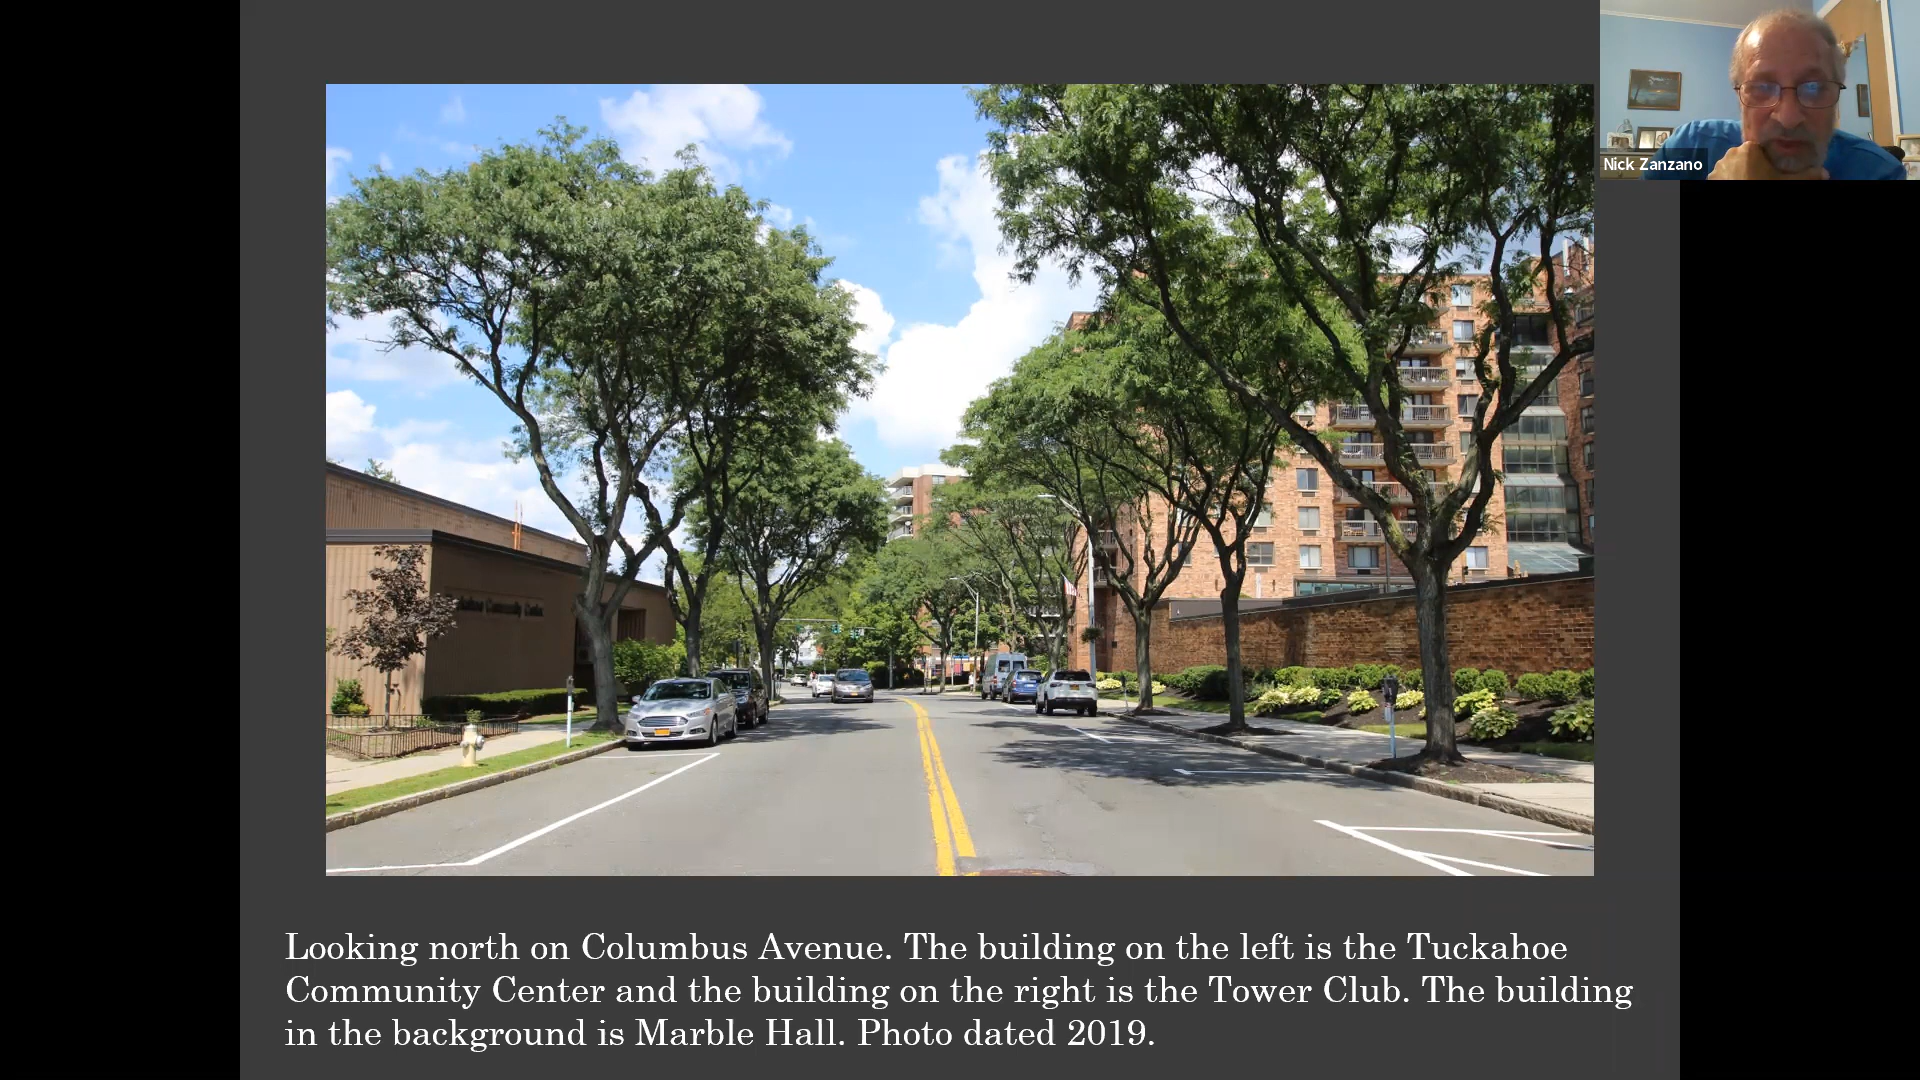 Nick Zanzano
Community Center
Looking north on Columbus Avenue. The building on the left is the Tuckahoe
Community Center and the building on the right is the Tower Club. The building
in the background is Marble Hall. Photo dated 2019.